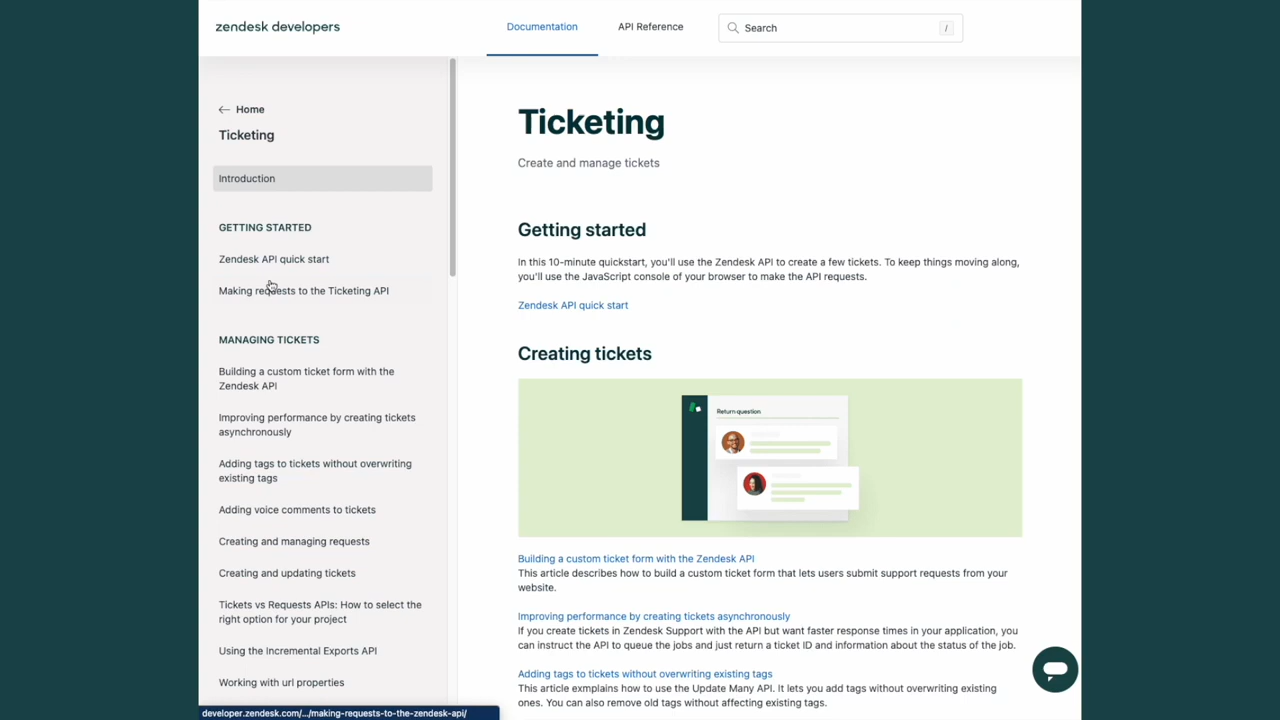 zendesk developers
Documentation
API Reference
Search
/
Home
Ticketing
Introduction
GETTING STARTED
Zendesk API quick start
Making requests to the Ticketing API
MANAGING TICKETS
Building a custom ticket form with the
Zendesk API
Improving performance by creating tickets
asynchronously
Adding tags to tickets without overwriting
existing tags
Adding voice comments to tickets
Creating and managing requests
Creating and updating tickets
Tickets vs Requests APIs: How to select the
right option for your project
Using the Incremental Exports API
Working with url properties
developer.zendesk.com/.../making-requests-to-the-zendesk-api/
Ticketing
Create and manage tickets
Getting started
In this 10-minute quickstart, you'll use the Zendesk API to create a few tickets. To keep things moving along,
you'll use the JavaScript console of your browser to make the API requests.
Zendesk API quick start
Creating tickets
Return question
Building a custom ticket form with the Zendesk API
This article describes how to build a custom ticket form that lets users submit support requests from your
website.
Improving performance by creating tickets asynchronously
If you create tickets in Zendesk Support with the API but want faster response times in your application, you
can instruct the API to queue the jobs and just return a ticket ID and information about the status of the job.
Adding tags to tickets without overwriting existing tags
This article exmplains how to use the Update Many API. It lets you add tags without overwriting existing
ones. You can also remove old tags without affecting existing tags.